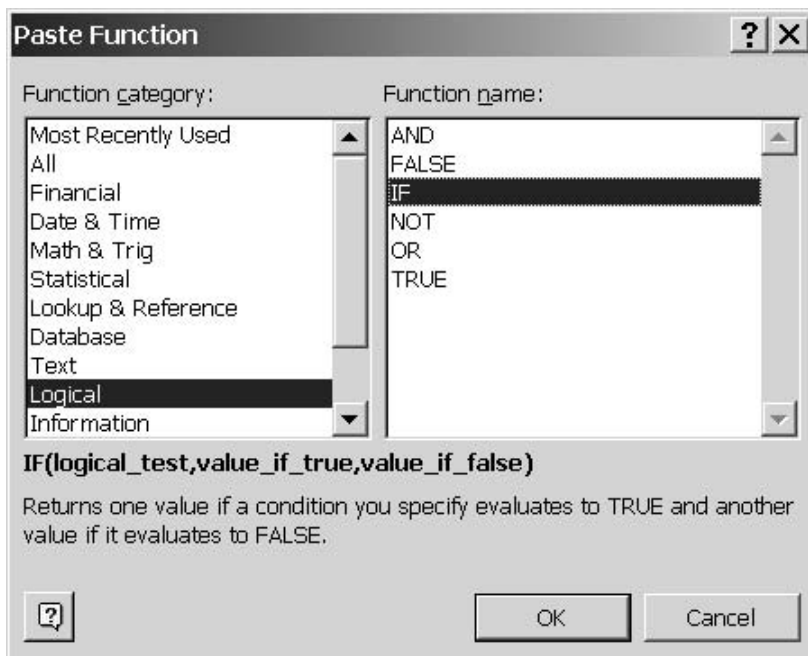 Paste Function
Function category:
Most Recently Used
All
Financial
Date & Time
Math & Trig
Statistical
Lookup & Reference
Database
Text
Logical
Information
Function name:
AND
FALSE
IF
NOT
OR
TRUE
IF(logical_test,value_if_true,value_if_false)
Returns one value if a condition you specify evaluates to TRUE and another
value if it evaluates to FALSE.
OK
Cancel